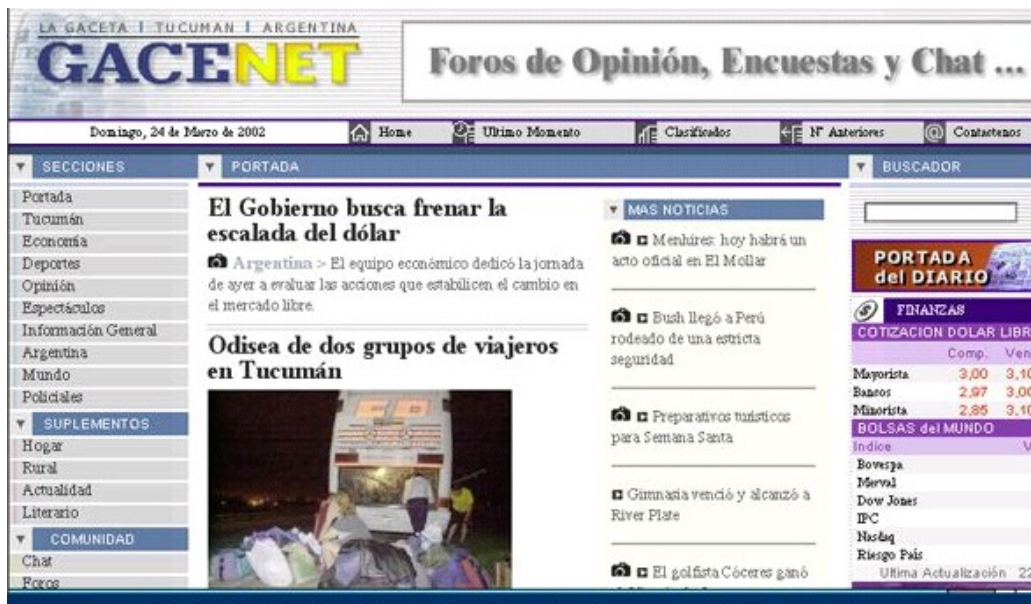 LA GACETA | TUCUMAN | ARGENTINA
GACENET
Foros de Opinión, Encuestas y Chat ...
Domingo, 24 de Marzo de 2002
Home
Ultimo Momento
Clasificados
Nº Anteriores
Contactenos
SECCIONES
Portada
Tucumán
Economía
Deportes
Opinión
Espectáculos
Información General
Argentina
Mundo
Policiales
SUPLEMENTOS
Hogar
Rural
Actualidad
Literario
COMUNIDAD
Chat
Foros
PORTADA
El Gobierno busca frenar la
escalada del dólar
Argentina > El equipo económico dedicó la jornada
de ayer a evaluar las acciones que estabilicen el cambio en
el mercado libre.
Odisea de dos grupos de viajeros
en Tucumán
MAS NOTICIAS
Menhires: hoy habrá un
acto oficial en El Mollar
Bush llegó a Perú
rodeado de una estricta
seguridad
Preparativos turísticos
para Semana Santa
Gimnasia venció y alcanzó a
River Plate
El golfista Cóceres ganó
BUSCADOR
PORTADA
del DIARIO
FINANZAS
COTIZACION DOLAR LIBR
Comp. Ven
Mayorista 3,00 3,10
Bancos 2,97 3,00
Minorista 2,85 3,10
BOLSAS del MUNDO
Indice V
Bovespa
Merval
Dow Jones
IPC
Nasdaq
Riesgo País
Ultima Actualización 22